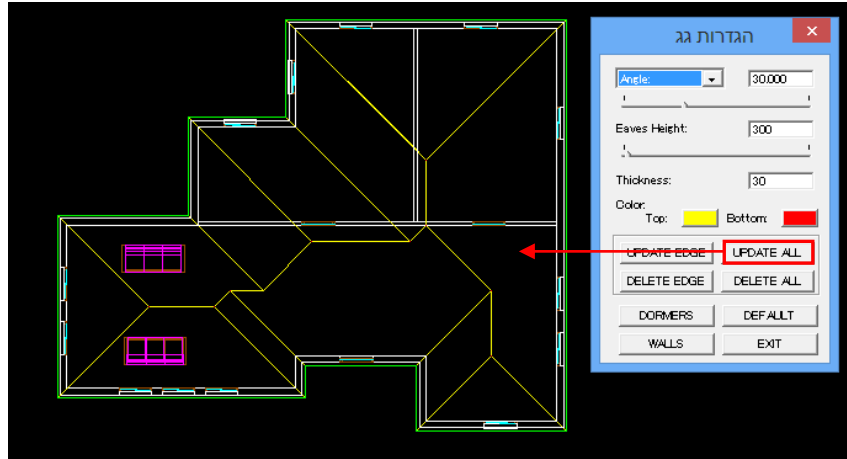 הגדרות גג
Angle: 30.000
Eaves Height: 300
Thickness: 30
Color:
Top: Bottom:
UPDATE EDGE UPDATE ALL
DELETE EDGE DELETE ALL
DORMERS DEFAULT
WALLS EXIT